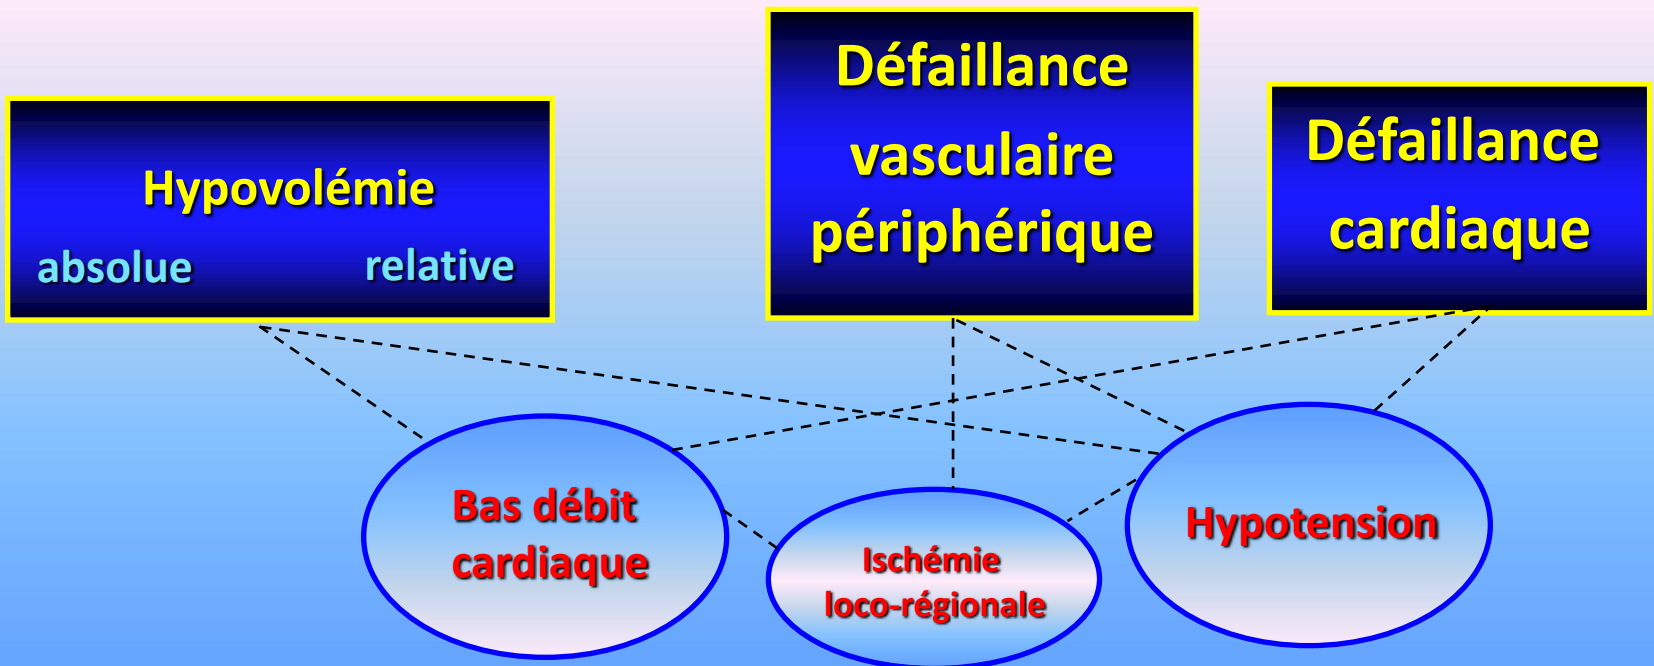 Hypovolémie
absolue relative
Défaillance
vasculaire
périphérique
Défaillance
cardiaque
Bas débit
cardiaque
Ischémie
loco-régionale
Hypotension